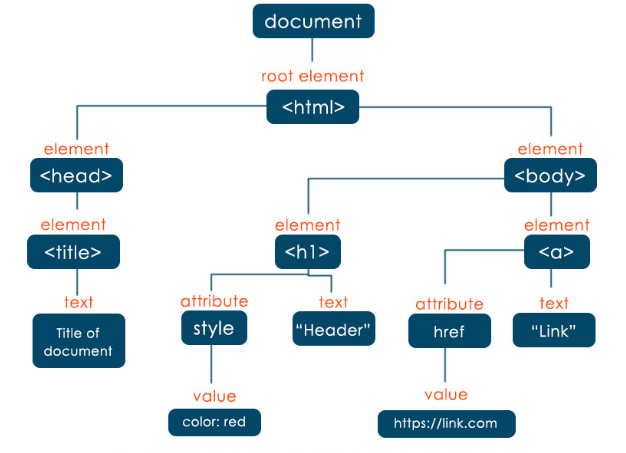 document
root element
<html>
element
element
<head>
<body>
element
element
element
<title>
<h1>
<a>
text
attribute
text
attribute
text
Title of
document
style
“Header”
href
“Link”
value
value
color: red
https://link.com